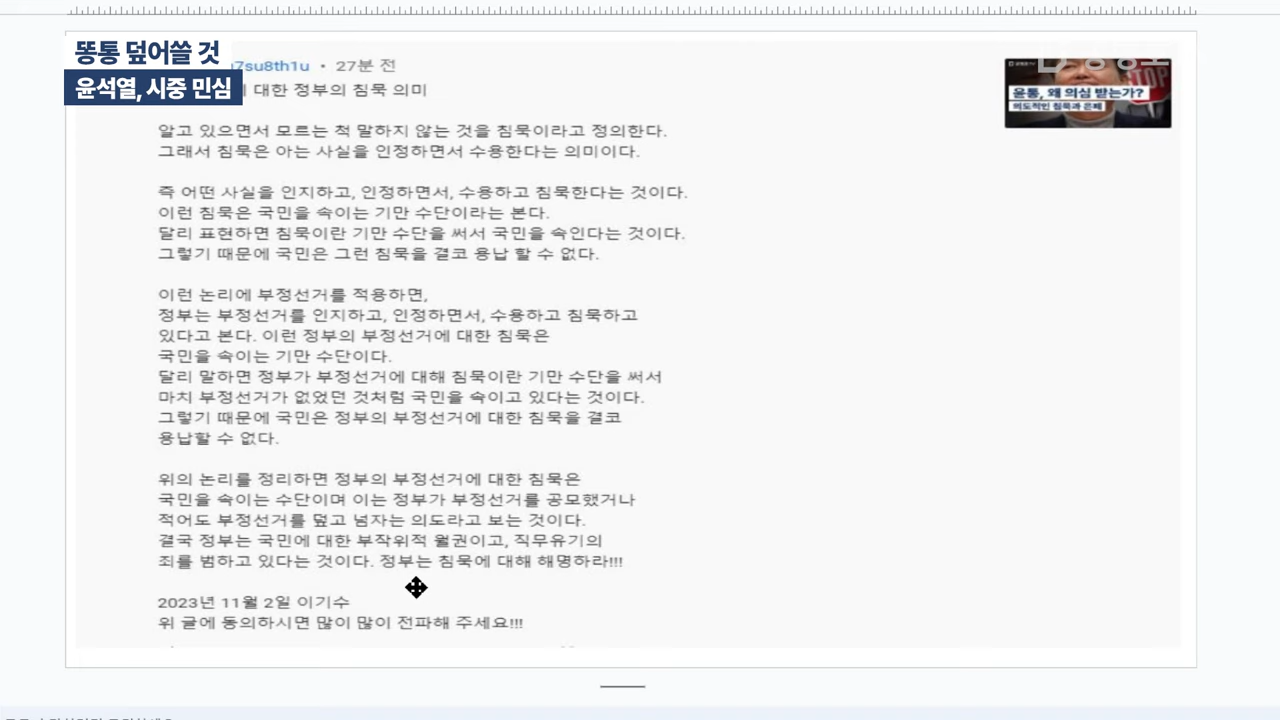 똥통 덮어쓸 것
윤석열, 시중 민심
7su8th1u • 27분 전
대한 정부의 침묵 의미
윤통, 왜 의심 받는가?
의도적인 침묵과 은폐
STOP
알고 있으면서 모르는 척 말하지 않는 것을 침묵이라고 정의한다.
그래서 침묵은 아는 사실을 인정하면서 수용한다는 의미이다.
즉 어떤 사실을 인지하고, 인정하면서, 수용하고 침묵한다는 것이다.
이런 침묵은 국민을 속이는 기만 수단이라는 본다.
달리 표현하면 침묵이란 기만 수단을 써서 국민을 속인다는 것이다.
그렇기 때문에 국민은 그런 침묵을 결코 용납 할 수 없다.
이런 논리에 부정선거를 적용하면,
정부는 부정선거를 인지하고, 인정하면서, 수용하고 침묵하고
있다고 본다. 이런 정부의 부정선거에 대한 침묵은
국민을 속이는 기만 수단이다.
달리 말하면 정부가 부정선거에 대해 침묵이란 기만 수단을 써서
마치 부정선거가 없었던 것처럼 국민을 속이고 있다는 것이다.
그렇기 때문에 국민은 정부의 부정선거에 대한 침묵을 결코
용납할 수 없다.
위의 논리를 정리하면 정부의 부정선거에 대한 침묵은
국민을 속이는 수단이며 이는 정부가 부정선거를 공모했거나
적어도 부정선거를 덮고 넘자는 의도라고 보는 것이다.
결국 정부는 국민에 대한 부작위적 월권이고, 직무유기의
죄를 범하고 있다는 것이다. 정부는 침묵에 대해 해명하라!!!
2023년 11월 2일 이기수
위 글에 동의하시면 많이 많이 전파해 주세요!!!